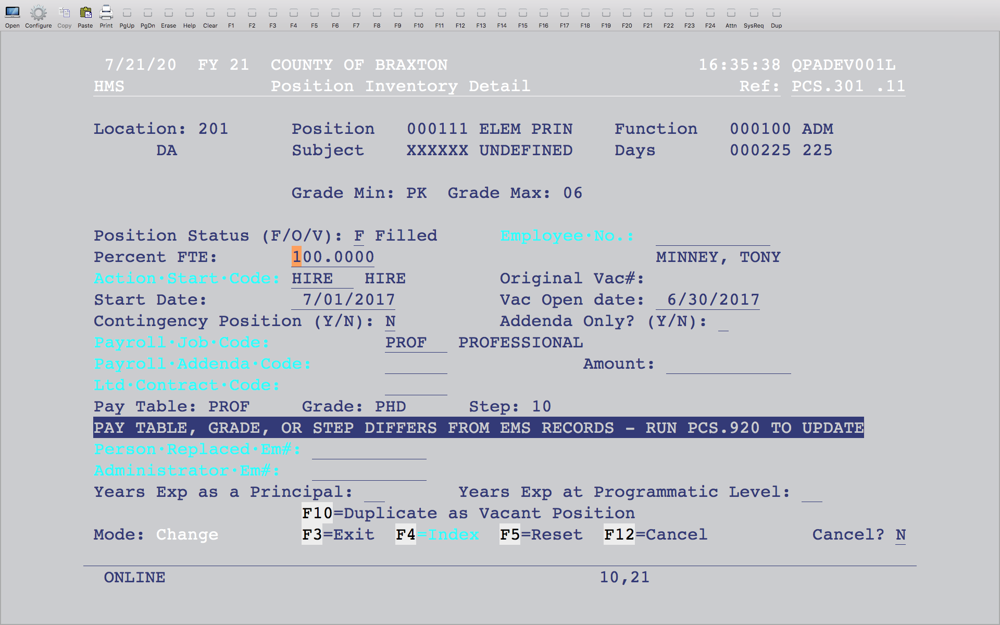 Open Configure Copy Paste Print PgUp PgDn Erase Help Clear F1 F2 F3 F4 F5 F6 F7 F8 F9 F10 F11 F12 F13 F14 F15 F16 F17 F18 F19 F20 F21 F22 F23 F24 Attn SysReq Dup
7/21/20 FY 21 COUNTY OF BRAXTON 16:35:38 QPADEV001L
HMS Position Inventory Detail Ref: PCS.301 .11
Location: 201 Position 000111 ELEM PRIN Function 000100 ADM
DA Subject XXXXXX UNDEFINED Days 000225 225
Grade Min: PK Grade Max: 06
Position Status (F/O/V): F Filled Employee·No.:
Percent FTE: 100.0000 MINNEY, TONY
Action·Start·Code: HIRE HIRE Original Vac#:
Start Date: 7/01/2017 Vac Open date: 6/30/2017
Contingency Position (Y/N): N Addenda Only? (Y/N):
Payroll·Job·Code: PROF PROFESSIONAL
Payroll·Addenda·Code: Amount:
Ltd·Contract·Code:
Pay Table: PROF Grade: PHD Step: 10
PAY TABLE, GRADE, OR STEP DIFFERS FROM EMS RECORDS - RUN PCS.920 TO UPDATE
Person·Replaced·Em#:
Administrator·Em#:
Years Exp as a Principal: Years Exp at Programmatic Level:
F10=Duplicate as Vacant Position
Mode: Change F3=Exit F4=Index F5=Reset F12=Cancel Cancel? N
ONLINE 10,21